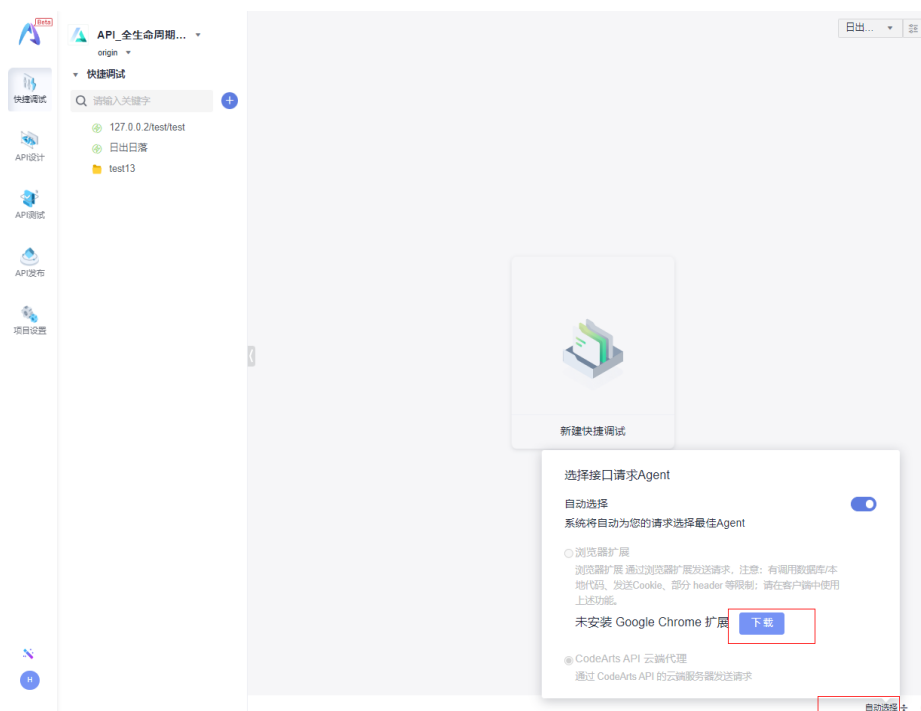 Beta
API_全生命周期...
origin
日出...
快捷调试
快捷调试
请输入关键字
127.0.0.2/test/test
日出日落
test13
API设计
API测试
API发布
项目设置
新建快捷调试
选择接口请求Agent
自动选择
系统将自动为您的请求选择最佳Agent
浏览器扩展
浏览器扩展 通过浏览器扩展发送请求、注意：有调用数据库/本
地代码、发送Cookie、部分 header 等限制；请在客户端中使用
上述功能。
未安装 Google Chrome 扩展
下载
CodeArts API 云端代理
通过 CodeArts API 的云端服务器发送请求
H
自动选择